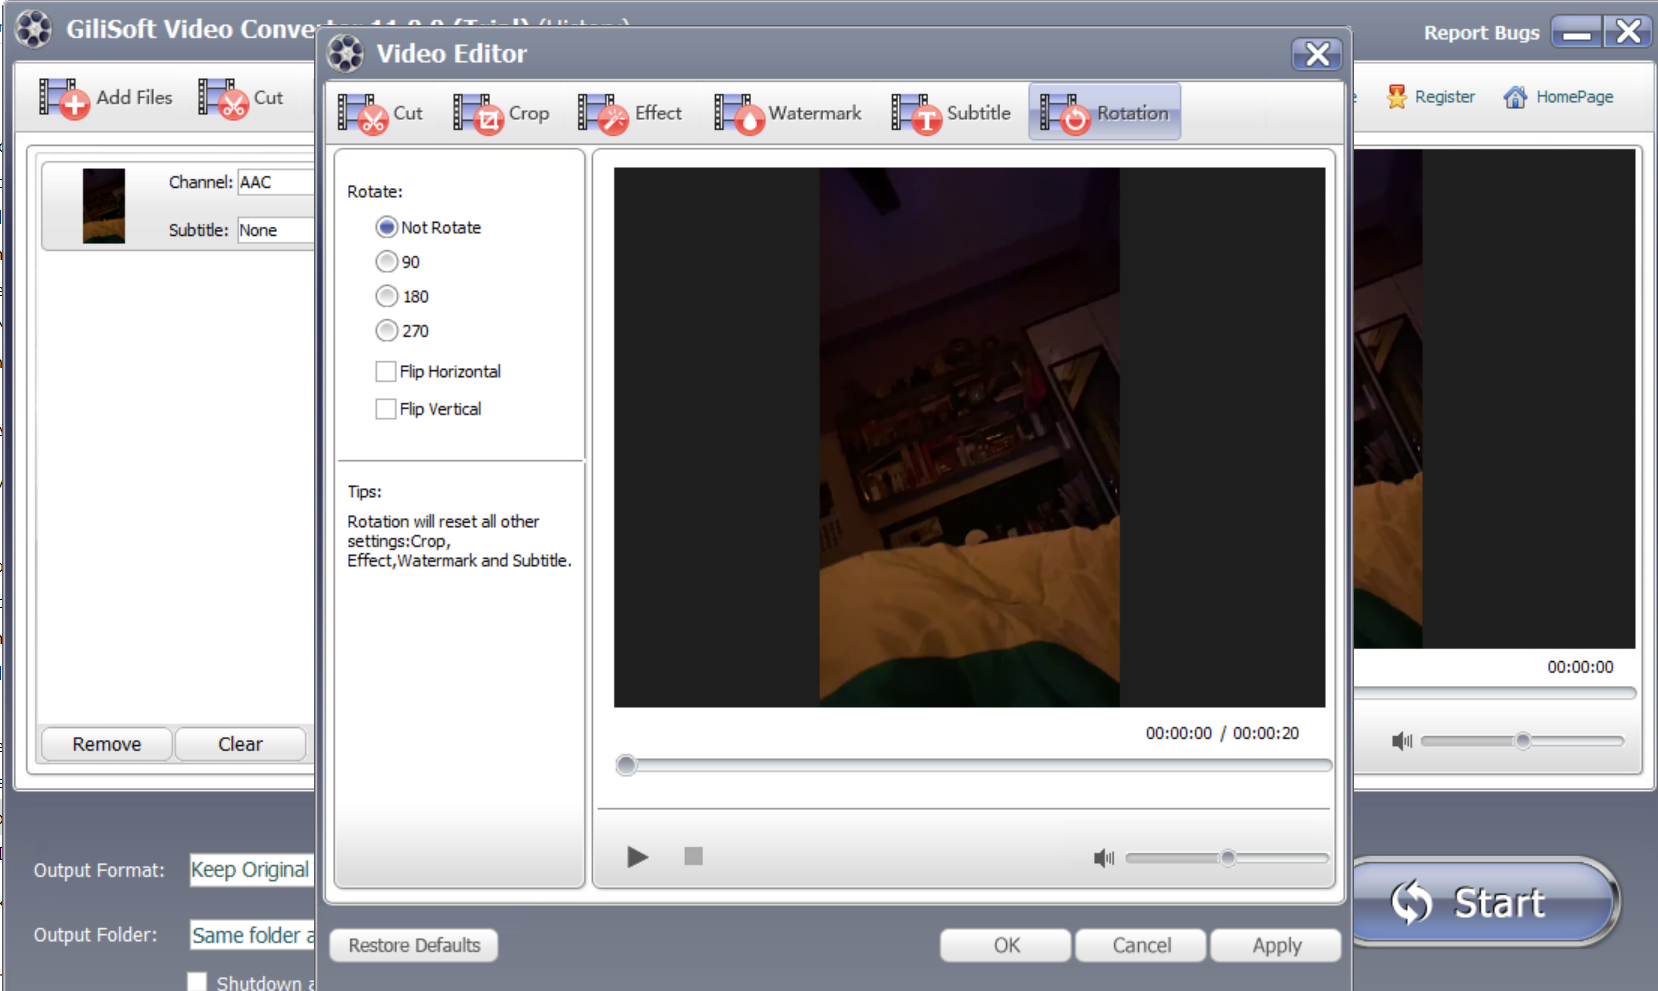 GiliSoft Video Conve
Report Bugs
Video Editor
Add Files
Cut
Register
HomePage
Cut
Crop
Effect
Watermark
Subtitle
Rotation
Channel: AAC
Subtitle: None
Rotate:
Not Rotate
90
180
270
Flip Horizontal
Flip Vertical
Tips:
Rotation will reset all other
settings:Crop,
Effect,Watermark and Subtitle.
00:00:00 / 00:00:20
00:00:00
Remove
Clear
Output Format: Keep Original
Output Folder: Same folder a
Shutdown a
Start
Restore Defaults
OK
Cancel
Apply